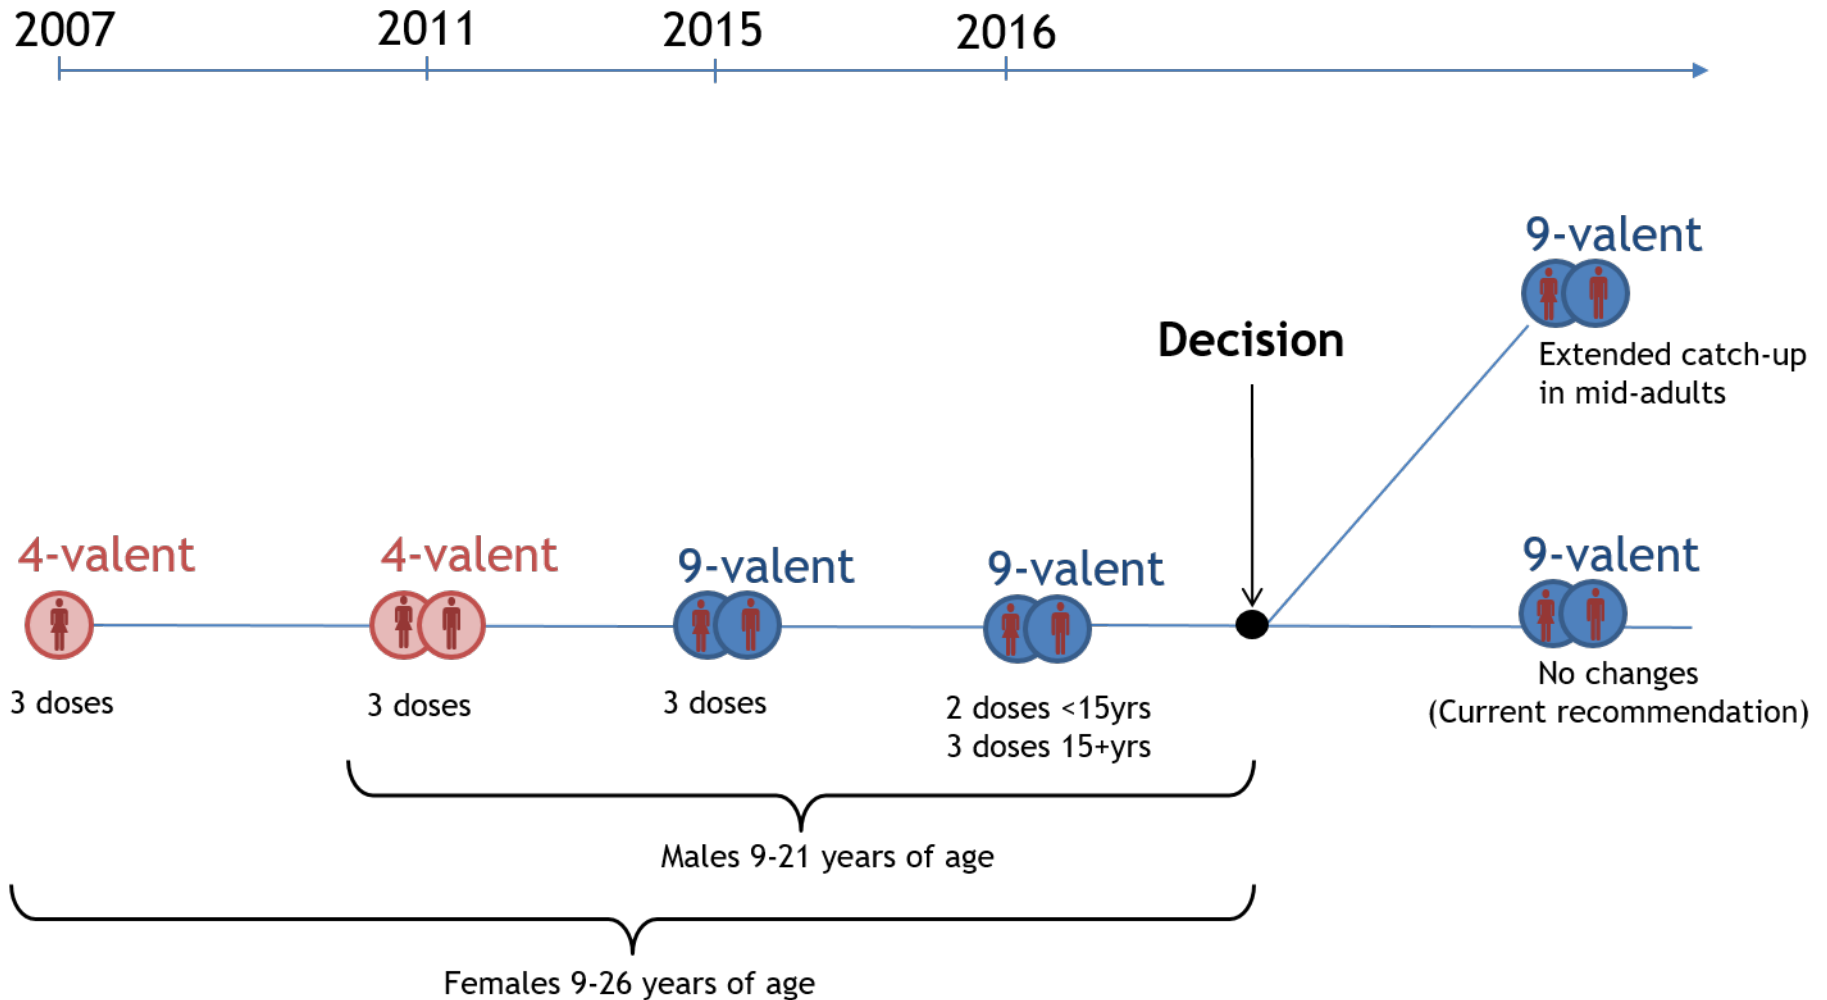 2007
2011
2015
2016
9-valent
Extended catch-up
in mid-adults
Decision
4-valent
4-valent
9-valent
9-valent
9-valent
3 doses
3 doses
3 doses
2 doses <15yrs
3 doses 15+yrs
No changes
(Current recommendation)
Males 9-21 years of age
Females 9-26 years of age